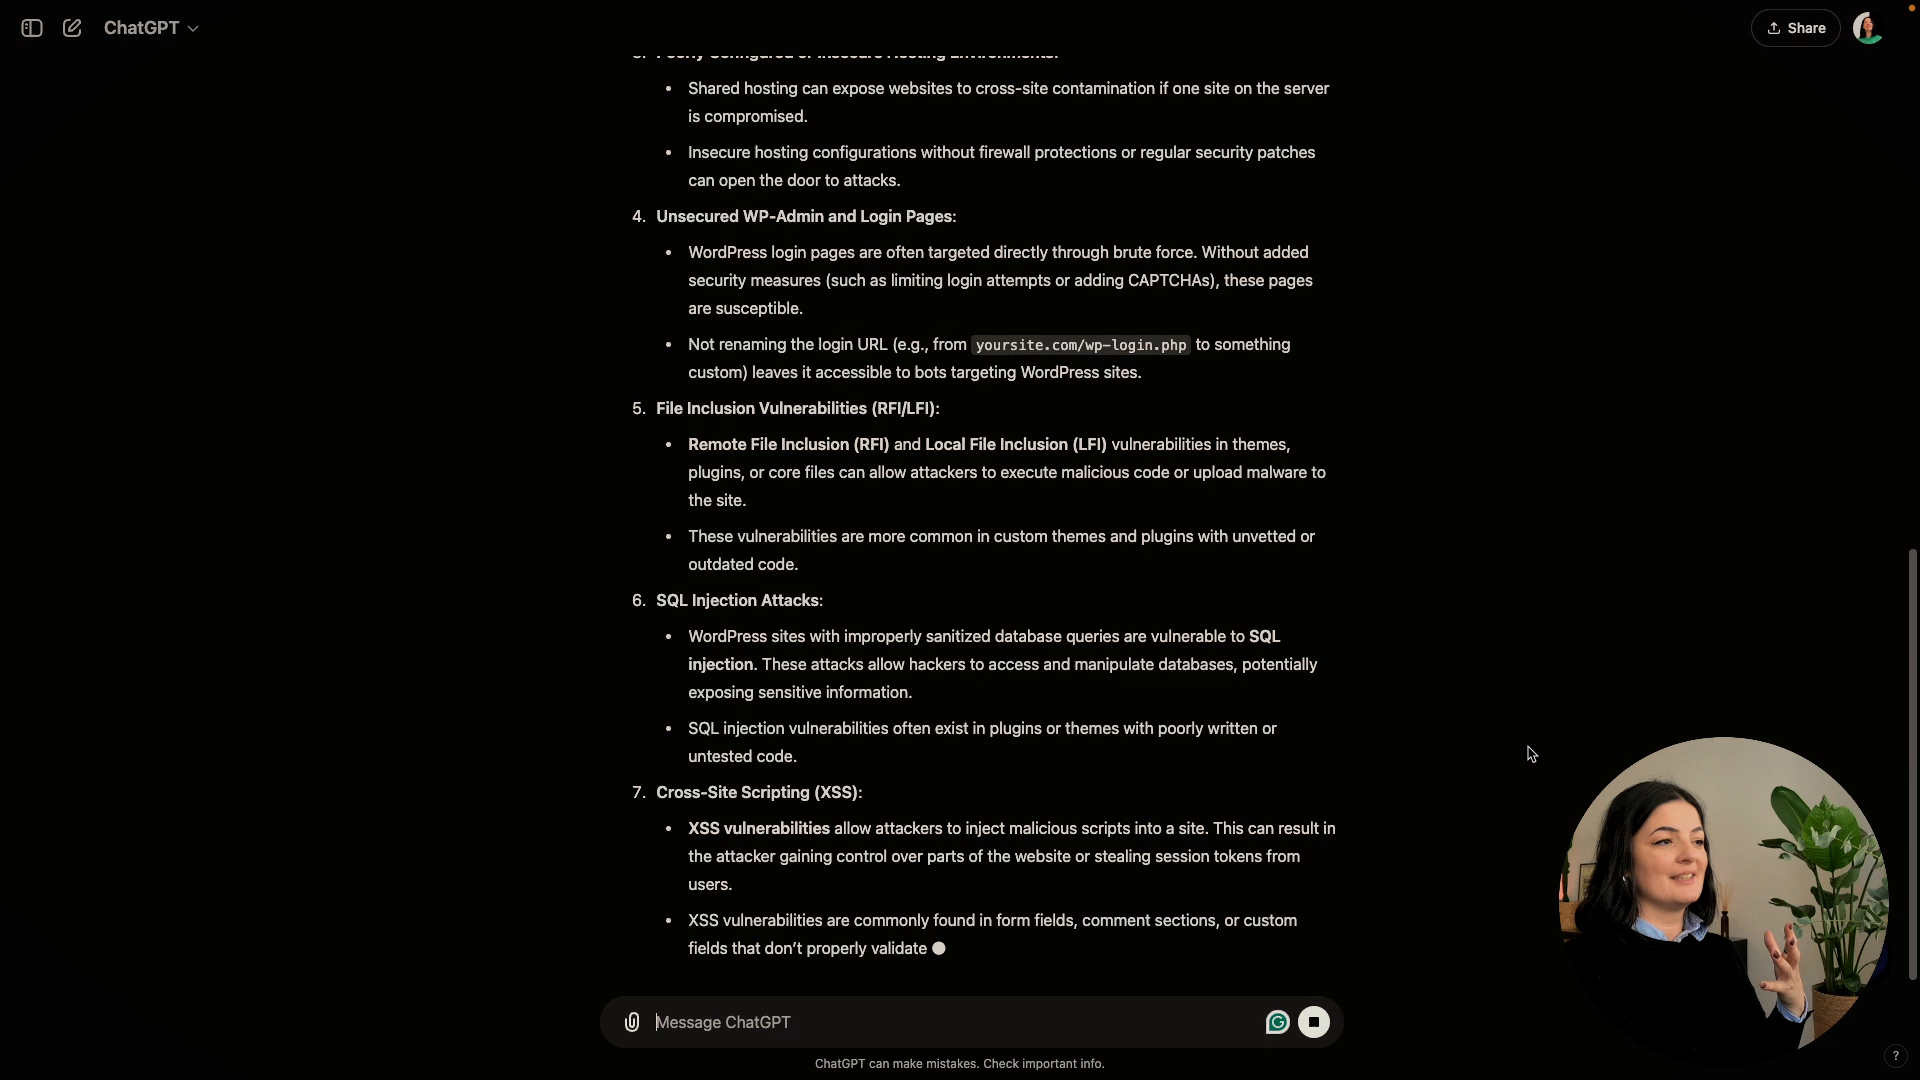 ChatGPT
Share
3. Poorly Configured or Insecure Hosting Environments:
• Shared hosting can expose websites to cross-site contamination if one site on the server
is compromised.
• Insecure hosting configurations without firewall protections or regular security patches
can open the door to attacks.
4. Unsecured WP-Admin and Login Pages:
• WordPress login pages are often targeted directly through brute force. Without added
security measures (such as limiting login attempts or adding CAPTCHAs), these pages
are susceptible.
• Not renaming the login URL (e.g., from yoursite.com/wp-login.php to something
custom) leaves it accessible to bots targeting WordPress sites.
5. File Inclusion Vulnerabilities (RFI/LFI):
• Remote File Inclusion (RFI) and Local File Inclusion (LFI) vulnerabilities in themes,
plugins, or core files can allow attackers to execute malicious code or upload malware to
the site.
• These vulnerabilities are more common in custom themes and plugins with unvetted or
outdated code.
6. SQL Injection Attacks:
• WordPress sites with improperly sanitized database queries are vulnerable to SQL
injection. These attacks allow hackers to access and manipulate databases, potentially
exposing sensitive information.
• SQL injection vulnerabilities often exist in plugins or themes with poorly written or
untested code.
7. Cross-Site Scripting (XSS):
• XSS vulnerabilities allow attackers to inject malicious scripts into a site. This can result in
the attacker gaining control over parts of the website or stealing session tokens from
users.
• XSS vulnerabilities are commonly found in form fields, comment sections, or custom
fields that don't properly validate
Message ChatGPT
ChatGPT can make mistakes. Check important info.
?